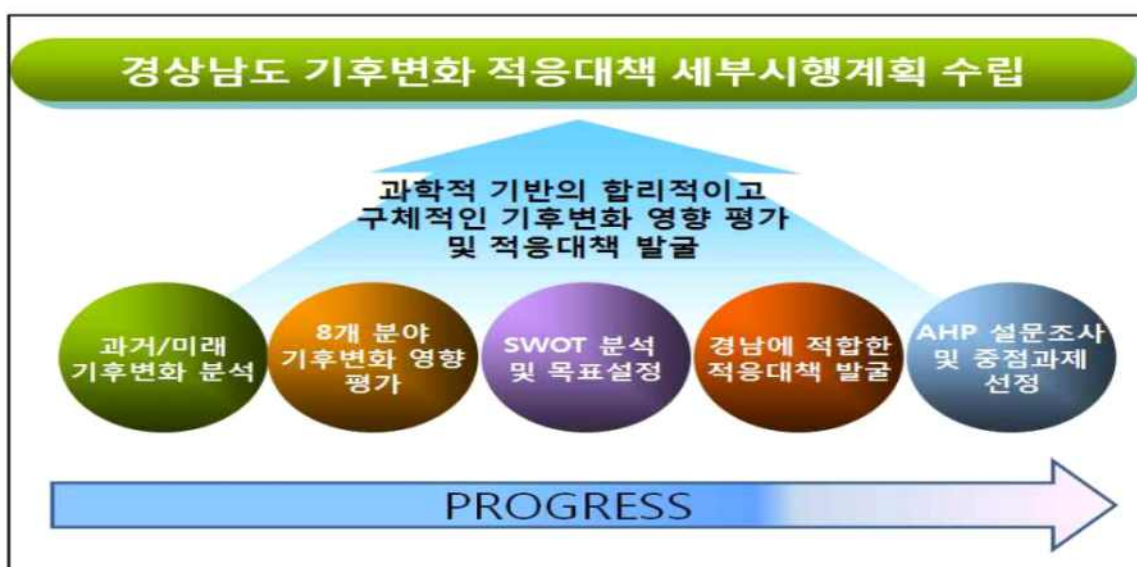 경상남도 기후변화 적응대책 세부시행계획 수립
과학적 기반의 합리적이고
구체적인 기후변화 영향 평가
및 적응대책 발굴
과거/미래
기후변화 분석
8개 분야
기후변화 영향
평가
SWOT 분석
및 목표설정
경남에 적합한
적응대책 발굴
AHP 설문조사
및 중점과제
선정
PROGRESS